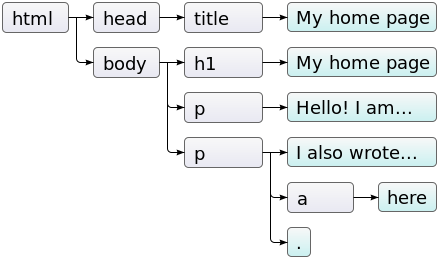 html head title My home page
body h1 My home page
p Hello! I am...
p I also wrote...
a here
.